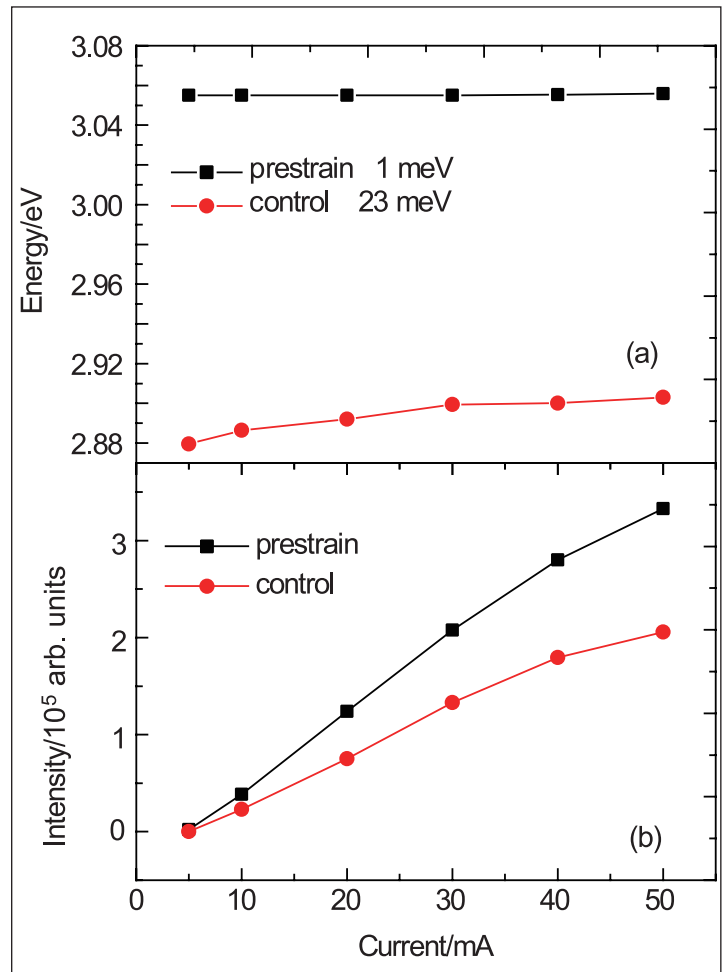 3.08
3.04
3.00
2.96
2.92
2.88
Energy/eV
prestrain 1 meV
control 23 meV
(a)
3
2
1
0
Intensity/10⁵ arb. units
prestrain
control
(b)
0 10 20 30 40 50
Current/mA